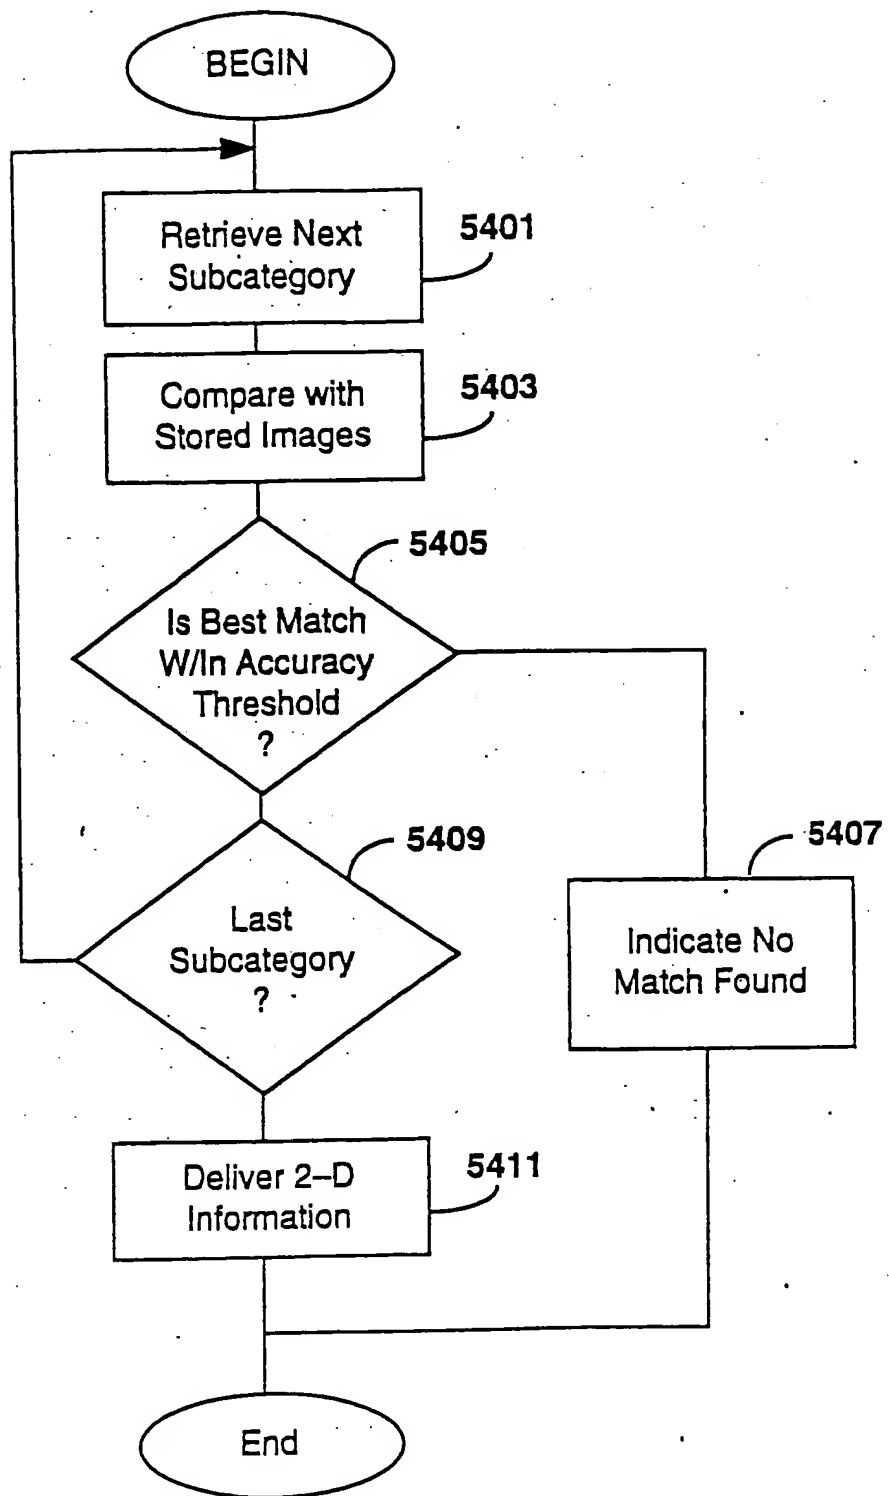 BEGIN
Retrieve Next
Subcategory
5401
Compare with
Stored Images
5403
5405
Is Best Match
W/In Accuracy
Threshold
?
5409
Last
Subcategory
?
5407
Indicate No
Match Found
Deliver 2–D
Information
5411
End